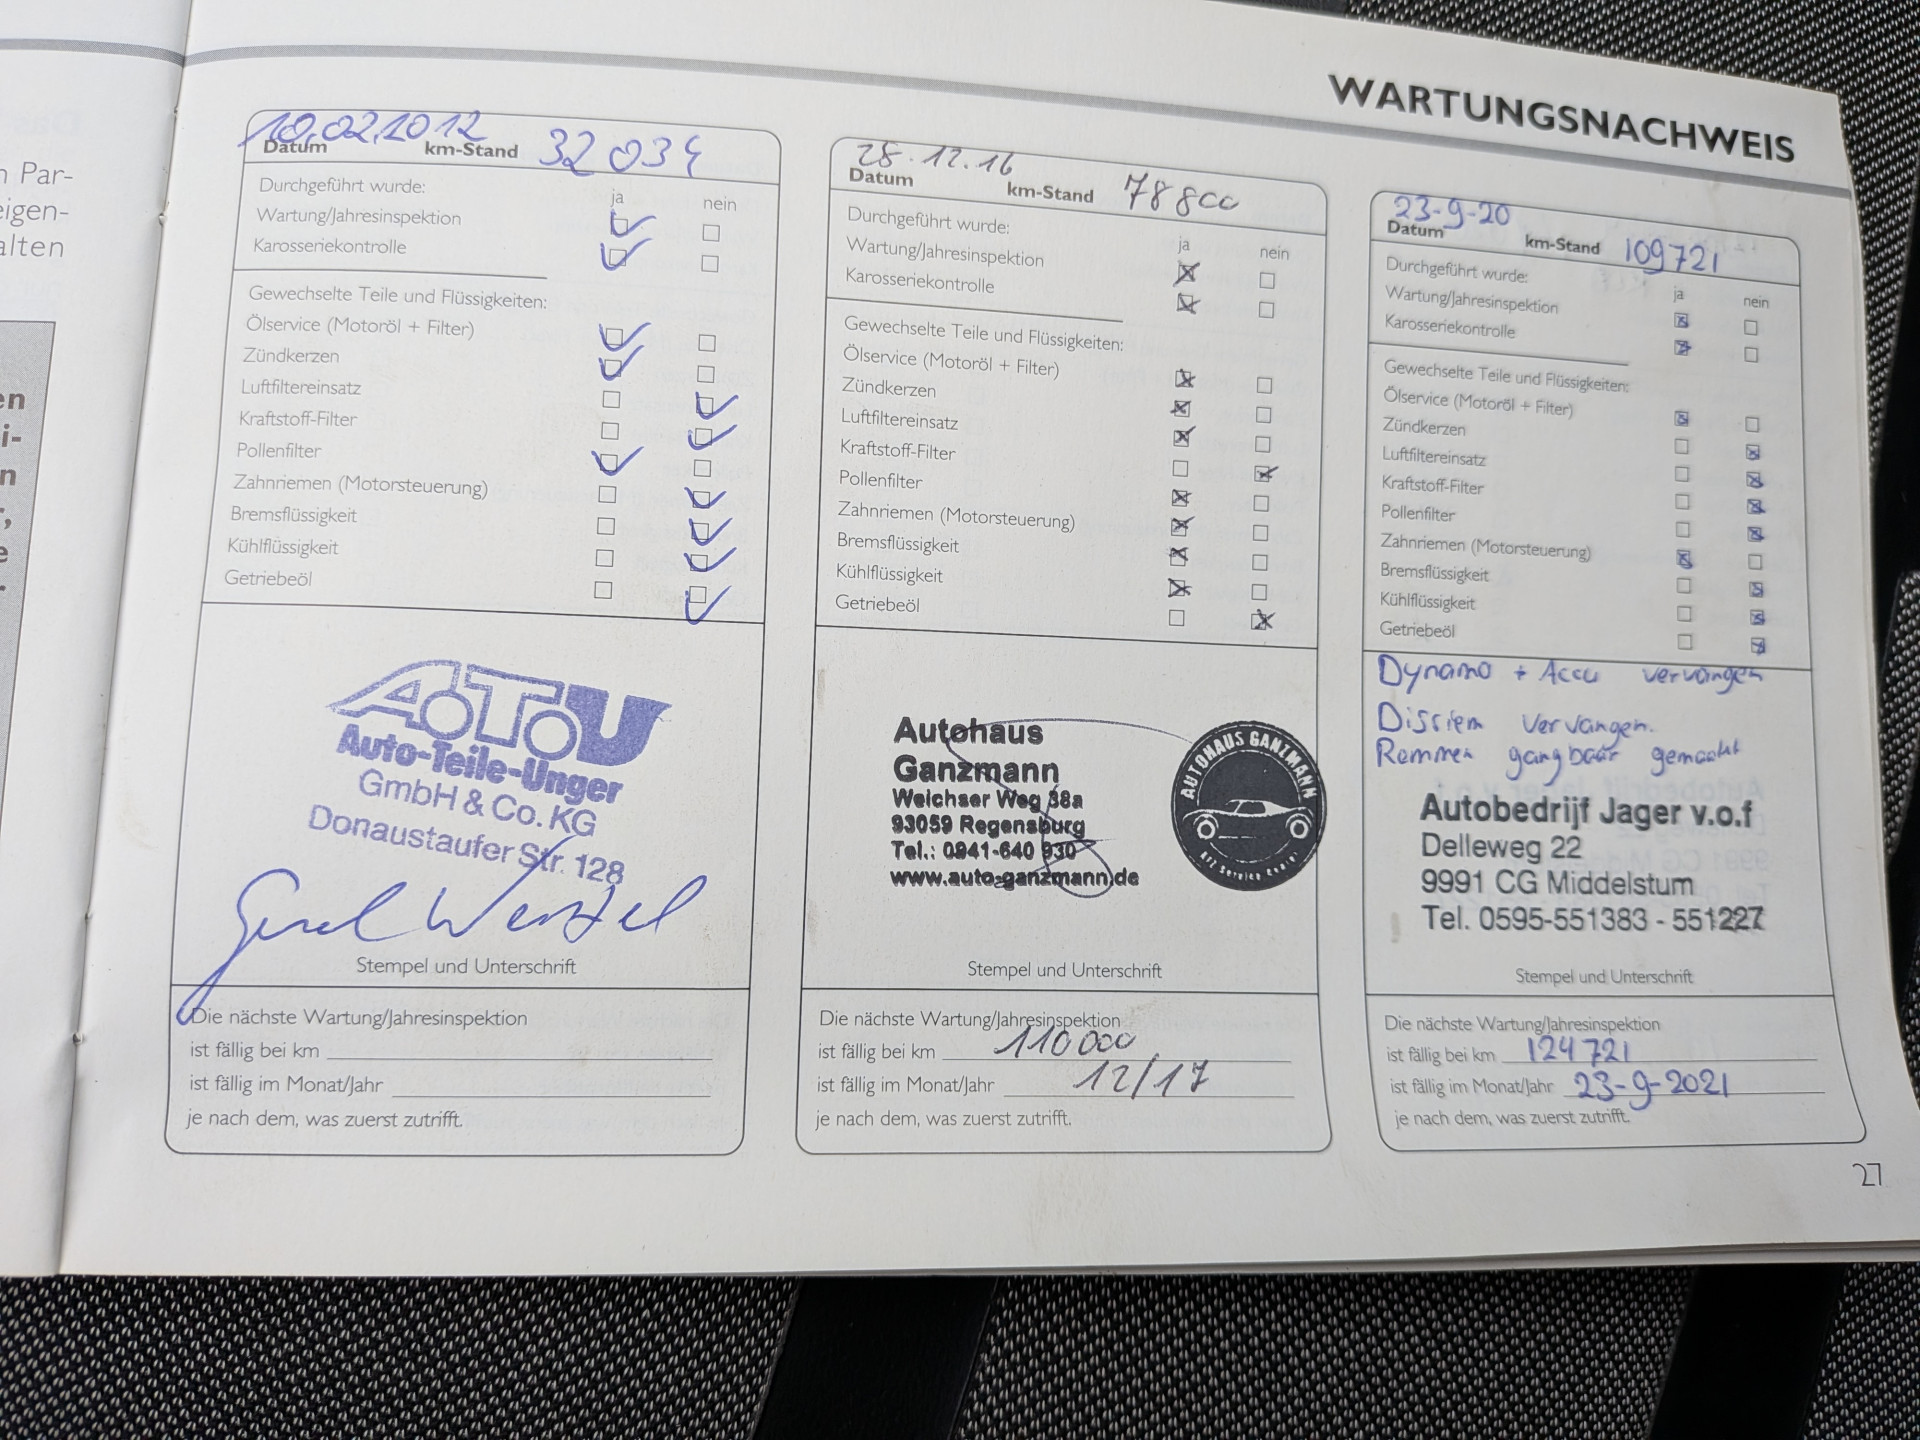 n Par-
eigen-
alten
en
i-
n
e
WARTUNGSNACHWEIS
10.02.2012 32034
Datum km-Stand
Durchgeführt wurde: ja nein
Wartung/Jahresinspektion
Karosseriekontrolle
Gewechselte Teile und Flüssigkeiten:
Ölservice (Motoröl + Filter)
Zündkerzen
Luftfiltereinsatz
Kraftstoff-Filter
Pollenfilter
Zahnriemen (Motorsteuerung)
Bremsflüssigkeit
Kühlflüssigkeit
Getriebeöl
A.T.U
Auto-Teile-Unger
GmbH & Co. KG
Donaustaufer Str. 128
Stempel und Unterschrift
Die nächste Wartung/Jahresinspektion
ist fällig bei km
ist fällig im Monat/Jahr
je nach dem, was zuerst zutrifft.
28.12.16 78800
Datum km-Stand
Durchgeführt wurde: ja nein
Wartung/Jahresinspektion
Karosseriekontrolle
Gewechselte Teile und Flüssigkeiten:
Ölservice (Motoröl + Filter)
Zündkerzen
Luftfiltereinsatz
Kraftstoff-Filter
Pollenfilter
Zahnriemen (Motorsteuerung)
Bremsflüssigkeit
Kühlflüssigkeit
Getriebeöl
Autohaus
Ganzmann
Weichser Weg 38a
93059 Regensburg
Tel.: 0941-640 930
www.auto-ganzmann.de
AUTOHAUS GANZMANN
Kfz Service Center
Stempel und Unterschrift
Die nächste Wartung/Jahresinspektion
ist fällig bei km 110000
ist fällig im Monat/Jahr 12/17
je nach dem, was zuerst zutrifft.
23-9-20 109721
Datum km-Stand
Durchgeführt wurde: ja nein
Wartung/Jahresinspektion
Karosseriekontrolle
Gewechselte Teile und Flüssigkeiten:
Ölservice (Motoröl + Filter)
Zündkerzen
Luftfiltereinsatz
Kraftstoff-Filter
Pollenfilter
Zahnriemen (Motorsteuerung)
Bremsflüssigkeit
Kühlflüssigkeit
Getriebeöl
Dynamo + Accu vervangen
Distriem vervangen.
Remmen gangbaar gemaakt
Autobedrijf Jager v.o.f
Delleweg 22
9991 CG Middelstum
Tel. 0595-551383 - 551227
Stempel und Unterschrift
Die nächste Wartung/Jahresinspektion
ist fällig bei km 124721
ist fällig im Monat/Jahr 23-9-2021
je nach dem, was zuerst zutrifft.
27